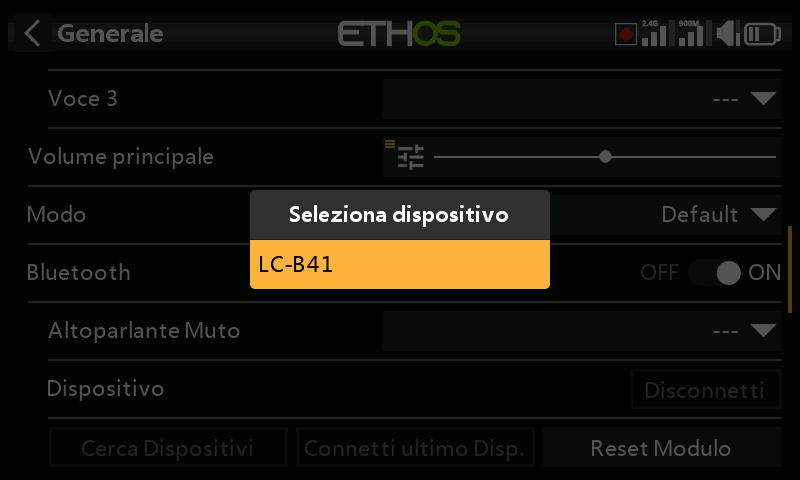 Generale
ETHOS
2.4G
900M
Voce 3
---
Volume principale
Modo
Default
Seleziona dispositivo
LC-B41
Bluetooth
OFF
ON
Altoparlante Muto
---
Dispositivo
Disconnetti
Cerca Dispositivi
Connetti ultimo Disp.
Reset Modulo